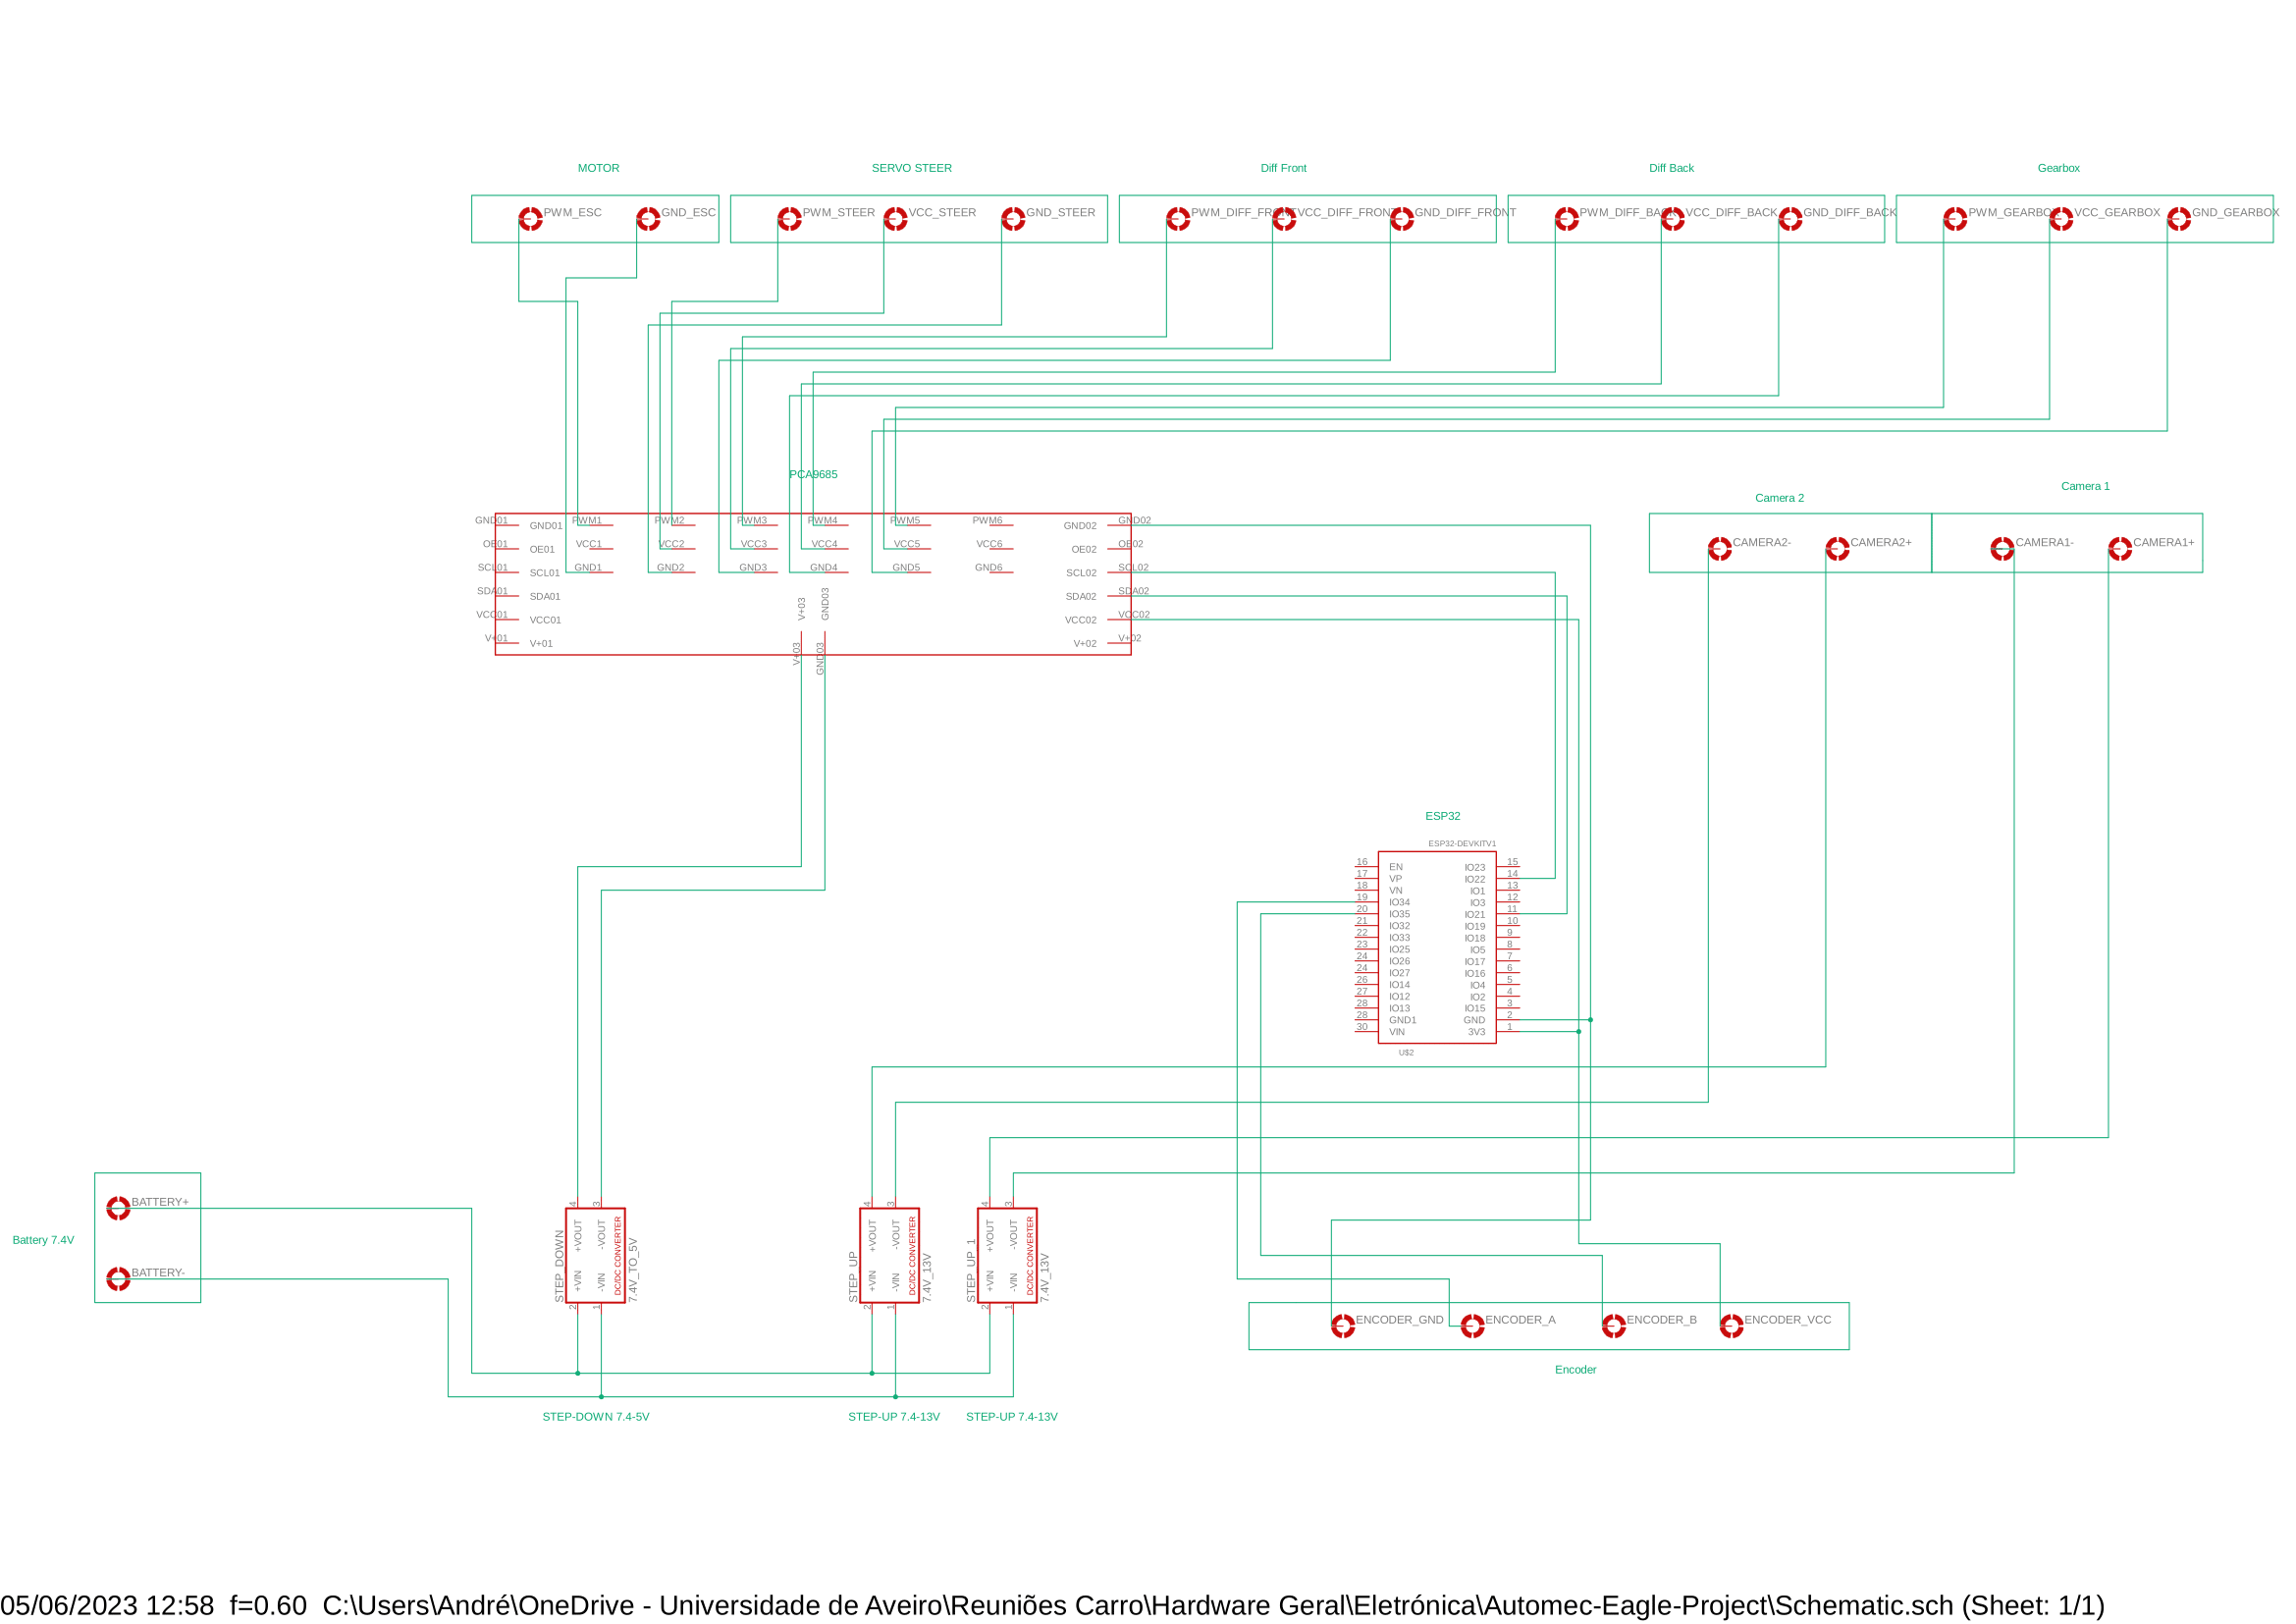 MOTOR
SERVO STEER
Diff Front
Diff Back
Gearbox
PWM_ESC
GND_ESC
PWM_STEER
VCC_STEER
GND_STEER
PWM_DIFF_FRONT
VCC_DIFF_FRONT
GND_DIFF_FRONT
PWM_DIFF_BACK
VCC_DIFF_BACK
GND_DIFF_BACK
PWM_GEARBOX
VCC_GEARBOX
GND_GEARBOX
PCA9685
GND01 GND01 PWM1 PWM2 PWM3 PWM4 PWM5 PWM6 GND02 GND02
OE01 OE01 VCC1 VCC2 VCC3 VCC4 VCC5 VCC6 OE02 OE02
SCL01 SCL01 GND1 GND2 GND3 GND4 GND5 GND6 SCL02 SCL02
SDA01 SDA01 SDA02 SDA02
VCC01 VCC01 VCC02 VCC02
V+01 V+01 V+02 V+02
V+03 GND03
V+03 GND03
Camera 2
Camera 1
CAMERA2-
CAMERA2+
CAMERA1-
CAMERA1+
ESP32
ESP32-DEVKITV1
16 EN IO23 15
17 VP IO22 14
18 VN IO1 13
19 IO34 IO3 12
20 IO35 IO21 11
21 IO32 IO19 10
22 IO33 IO18 9
23 IO25 IO5 8
24 IO26 IO17 7
24 IO27 IO16 6
26 IO14 IO4 5
27 IO12 IO2 4
28 IO13 IO15 3
28 GND1 GND 2
30 VIN 3V3 1
U$2
Battery 7.4V
BATTERY+
BATTERY-
STEP_DOWN
4 3
+VOUT -VOUT
+VIN -VIN
2 1
DC/DC CONVERTER
7.4V_TO_5V
STEP_UP
4 3
+VOUT -VOUT
+VIN -VIN
2 1
DC/DC CONVERTER
7.4V_13V
STEP_UP_1
4 3
+VOUT -VOUT
+VIN -VIN
2 1
DC/DC CONVERTER
7.4V_13V
ENCODER_GND
ENCODER_A
ENCODER_B
ENCODER_VCC
Encoder
STEP-DOWN 7.4-5V
STEP-UP 7.4-13V
STEP-UP 7.4-13V
05/06/2023 12:58 f=0.60 C:\Users\André\OneDrive - Universidade de Aveiro\Reuniões Carro\Hardware Geral\Eletrónica\Automec-Eagle-Project\Schematic.sch (Sheet: 1/1)